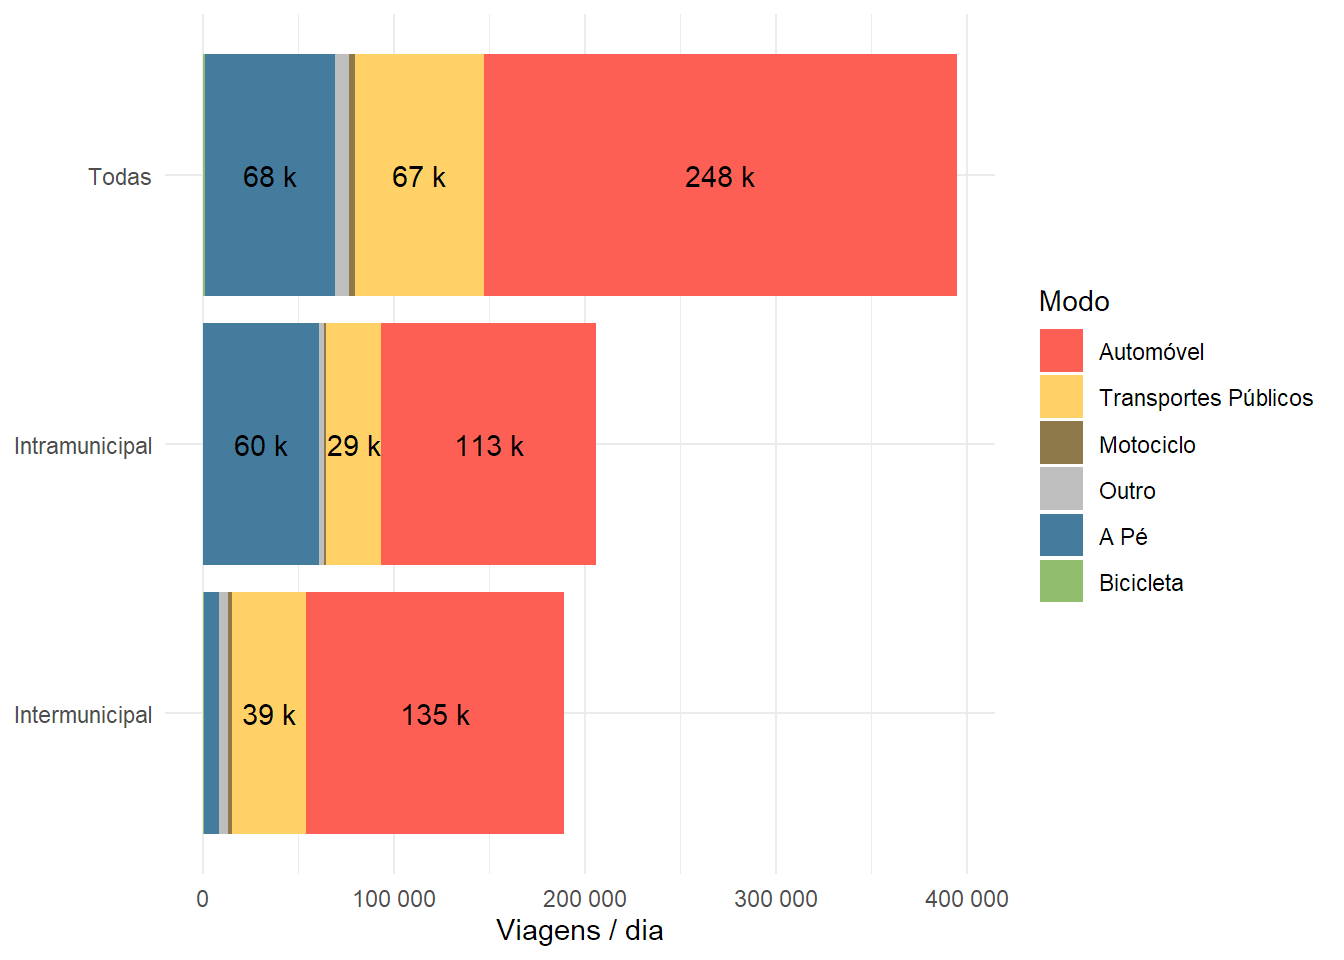 Todas
68 k
67 k
248 k
Intramunicipal
60 k
29 k
113 k
Intermunicipal
39 k
135 k
0
100 000
200 000
300 000
400 000
Viagens / dia
Modo
Automóvel
Transportes Públicos
Motociclo
Outro
A Pé
Bicicleta